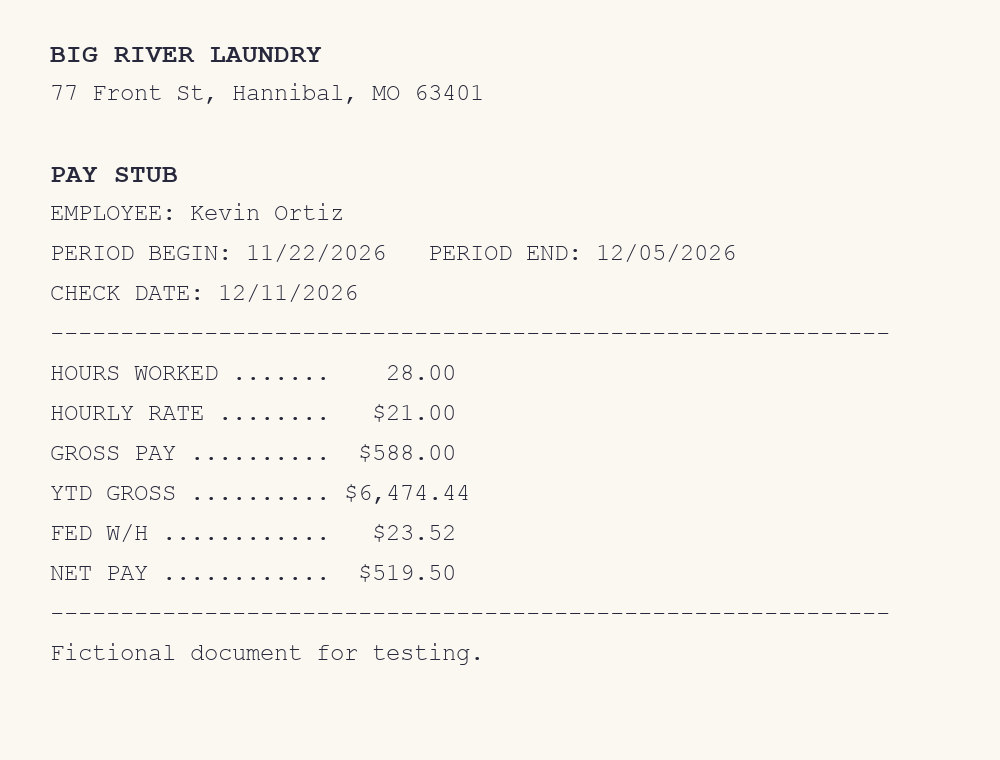 BIG RIVER LAUNDRY
77 Front St, Hannibal, MO 63401
PAY STUB
EMPLOYEE: Kevin Ortiz
PERIOD BEGIN: 11/22/2026   PERIOD END: 12/05/2026
CHECK DATE: 12/11/2026
------------------------------------------------------------
HOURS WORKED .......    28.00
HOURLY RATE ........   $21.00
GROSS PAY ..........  $588.00
YTD GROSS .......... $6,474.44
FED W/H ............   $23.52
NET PAY ............  $519.50
------------------------------------------------------------
Fictional document for testing.